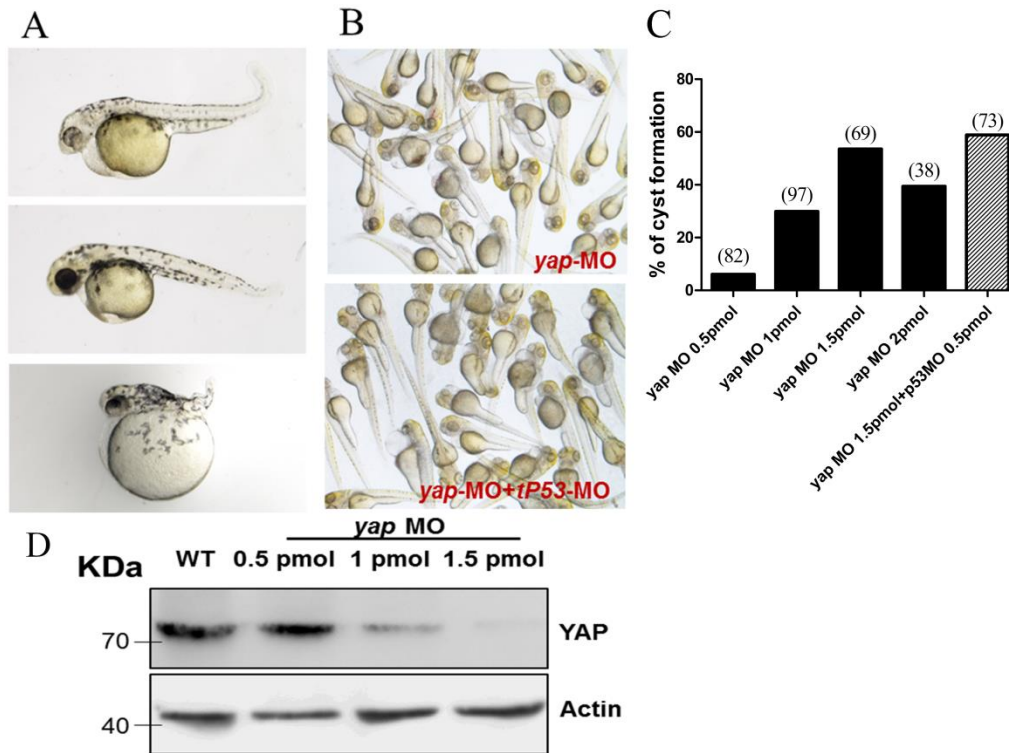 A
B
yap-MO
yap-MO+tP53-MO
C
% of cyst formation
80
60
40
20
0
(82)
(97)
(69)
(38)
(73)
yap MO 0.5pmol
yap MO 1pmol
yap MO 1.5pmol
yap MO 2pmol
yap MO 1.5pmol+p53MO 0.5pmol
D
yap MO
KDa WT 0.5 pmol 1 pmol 1.5 pmol
70
YAP
40
Actin